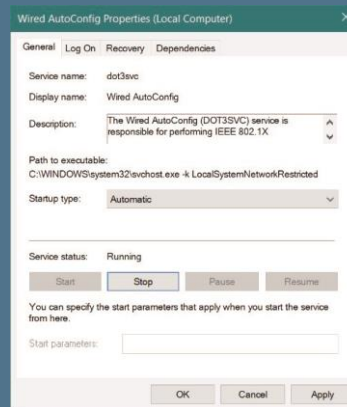 Wired AutoConfig Properties (Local Computer)
General Log On Recovery Dependencies
Service name: dot3svc
Display name: Wired AutoConfig
Description: The Wired AutoConfig (DOT3SVC) service is
responsible for performing IEEE 802.1X
Path to executable:
C:\WINDOWS\system32\svchost.exe -k LocalSystemNetworkRestricted
Startup type: Automatic
Service status: Running
Start Stop Pause Resume
You can specify the start parameters that apply when you start the service
from here.
Start parameters:
OK Cancel Apply